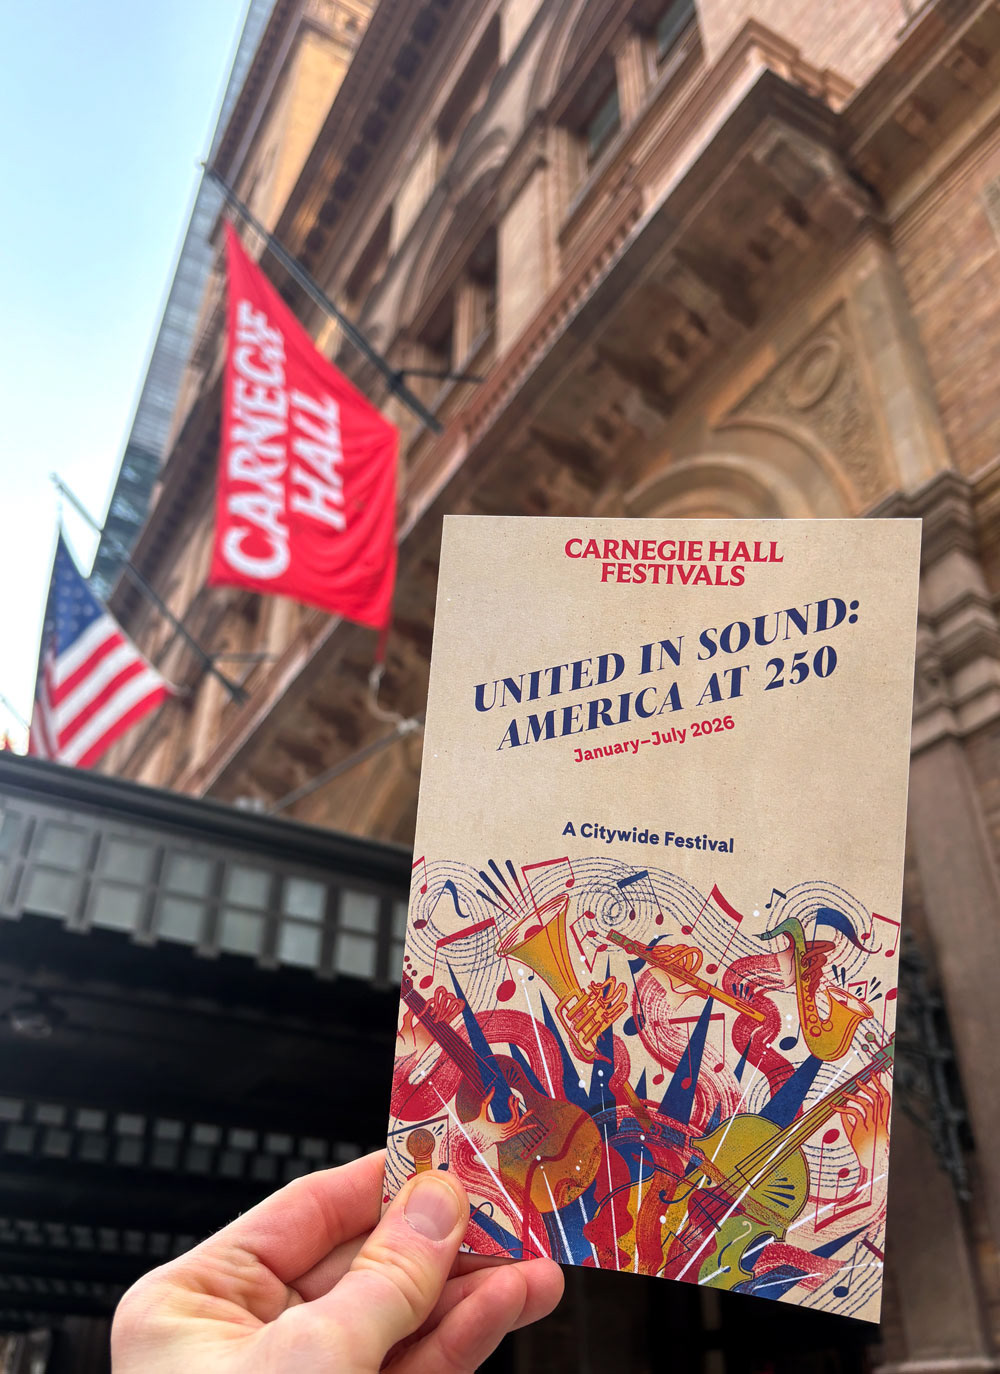 CARNEGIE
HALL
CARNEGIE HALL
FESTIVALS
UNITED IN SOUND:
AMERICA AT 250
January–July 2026
A Citywide Festival